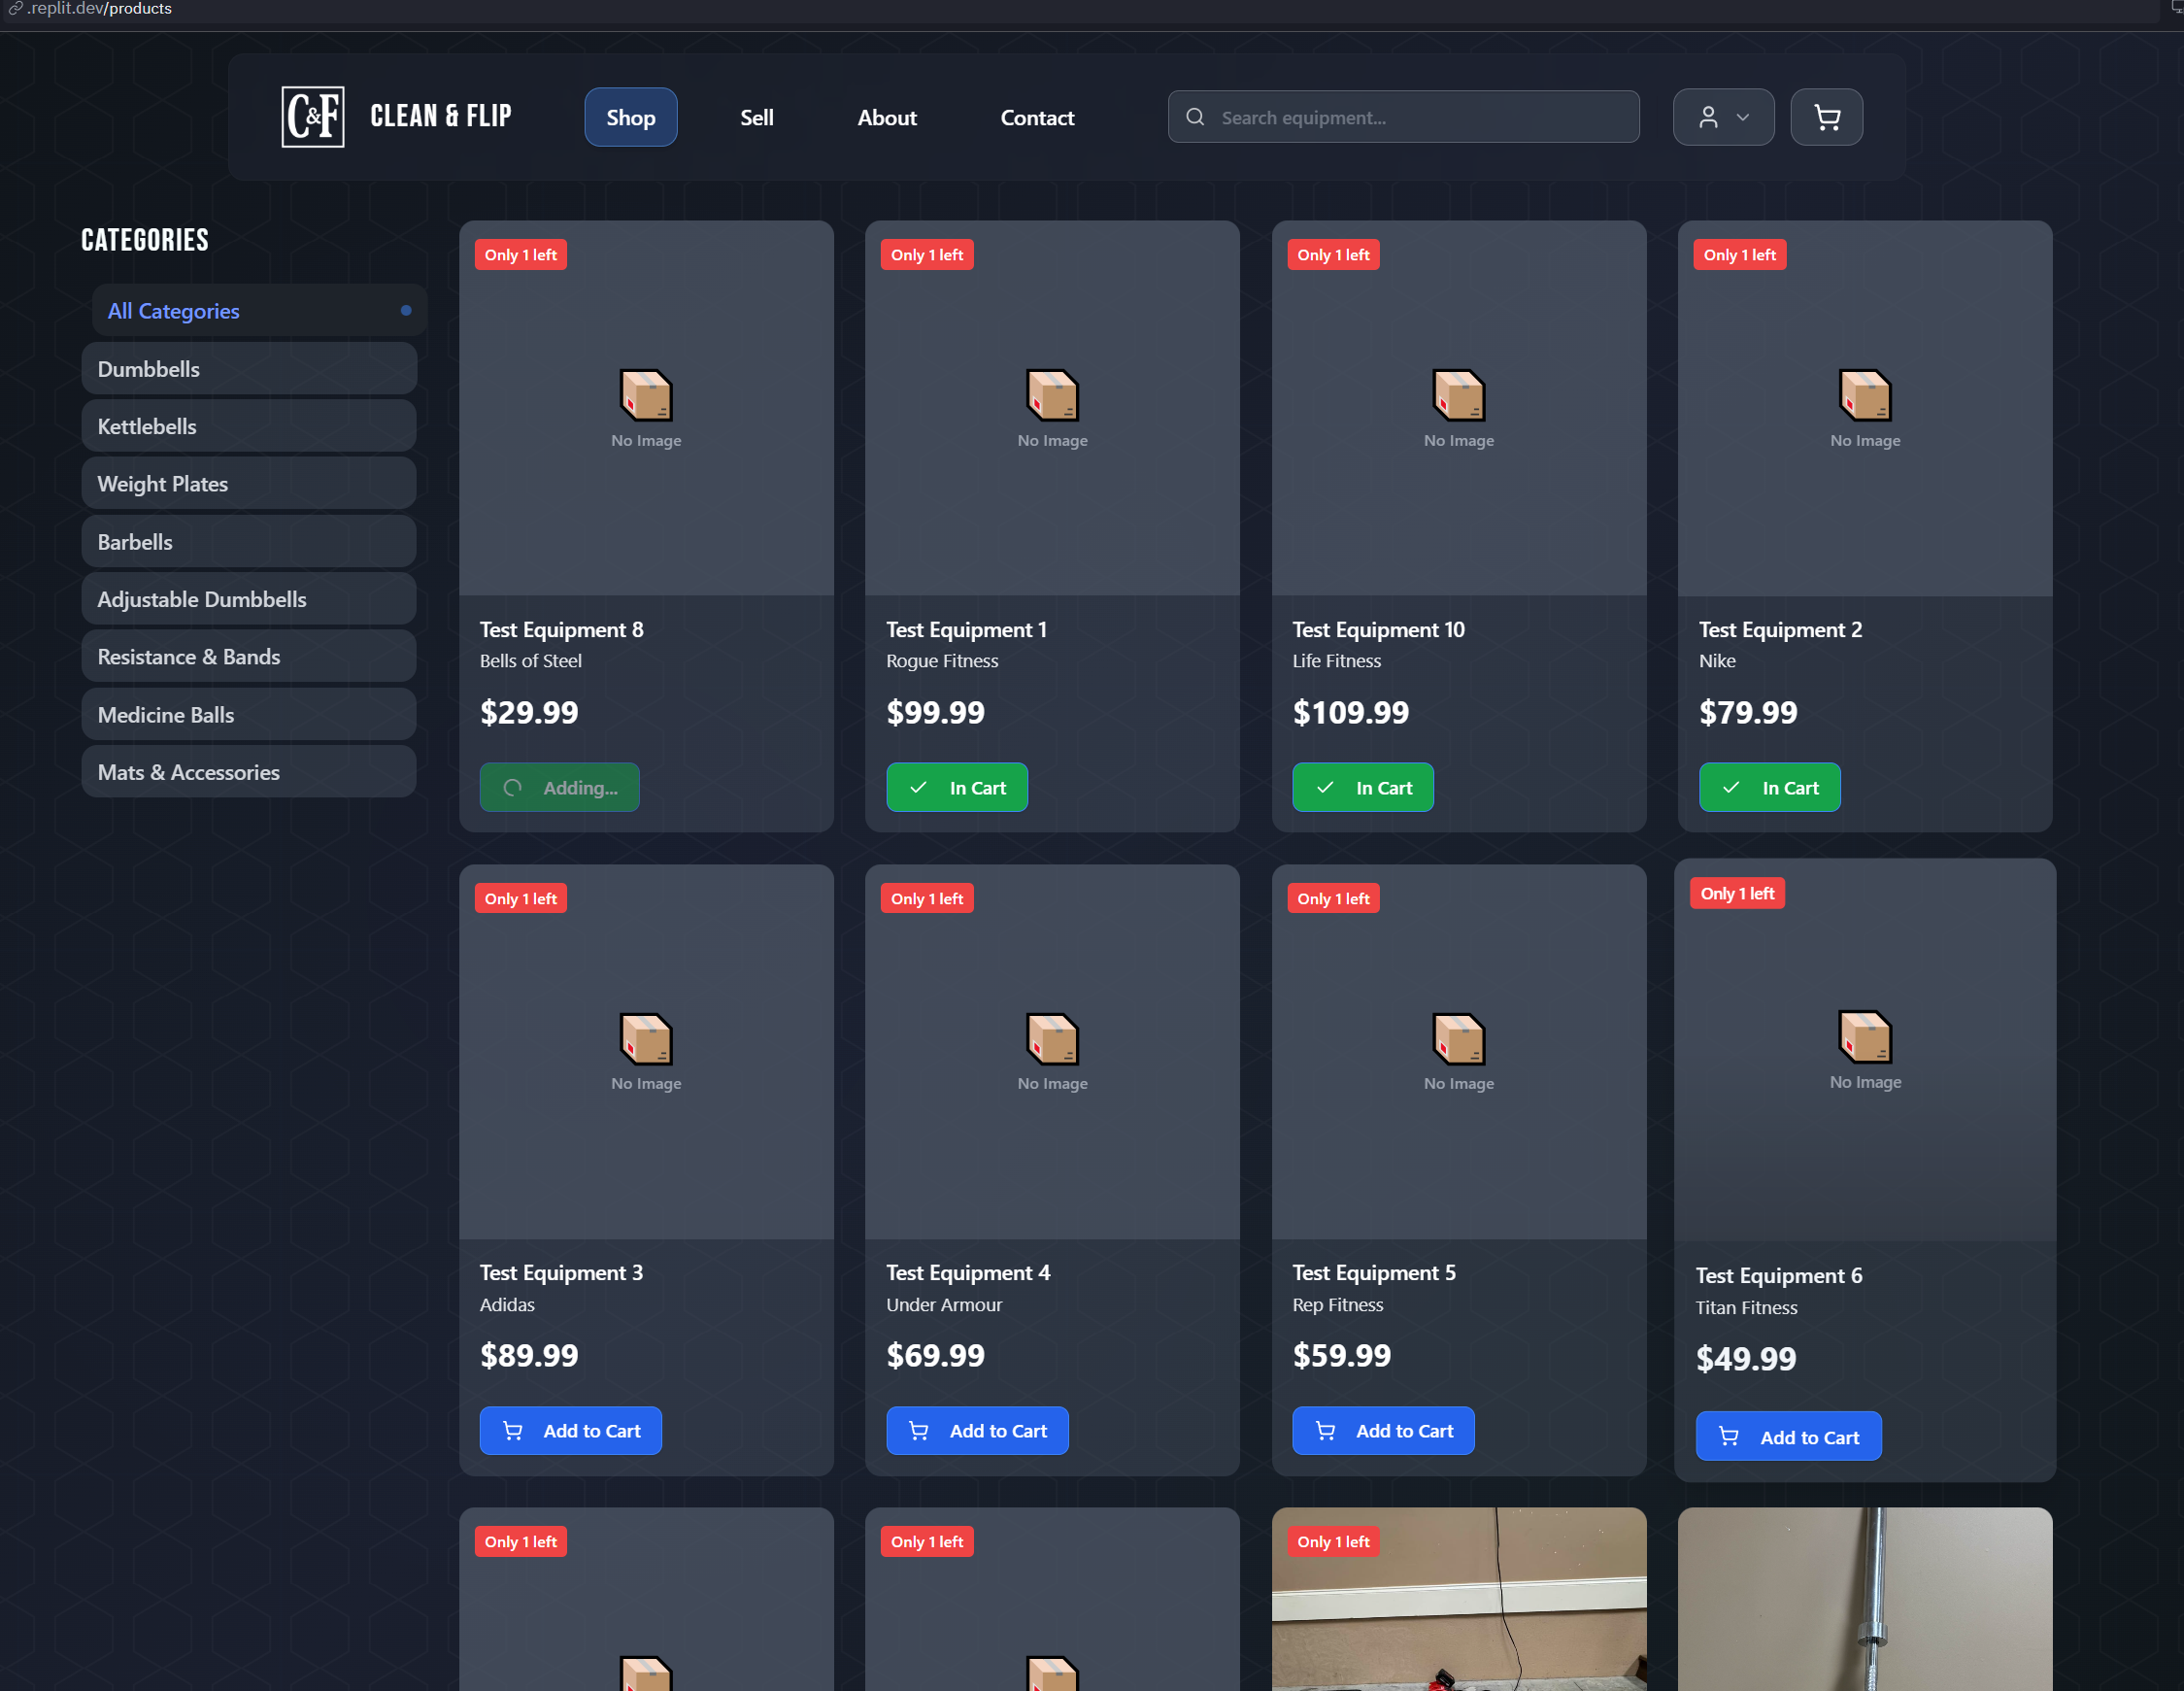 .replit.dev/products
C&F
CLEAN & FLIP
Shop
Sell
About
Contact
Search equipment...
CATEGORIES
All Categories
Dumbbells
Kettlebells
Weight Plates
Barbells
Adjustable Dumbbells
Resistance & Bands
Medicine Balls
Mats & Accessories
Only 1 left
No Image
Test Equipment 8
Bells of Steel
$29.99
Adding...
Only 1 left
No Image
Test Equipment 1
Rogue Fitness
$99.99
In Cart
Only 1 left
No Image
Test Equipment 10
Life Fitness
$109.99
In Cart
Only 1 left
No Image
Test Equipment 2
Nike
$79.99
In Cart
Only 1 left
No Image
Test Equipment 3
Adidas
$89.99
Add to Cart
Only 1 left
No Image
Test Equipment 4
Under Armour
$69.99
Add to Cart
Only 1 left
No Image
Test Equipment 5
Rep Fitness
$59.99
Add to Cart
Only 1 left
No Image
Test Equipment 6
Titan Fitness
$49.99
Add to Cart
Only 1 left
Only 1 left
Only 1 left